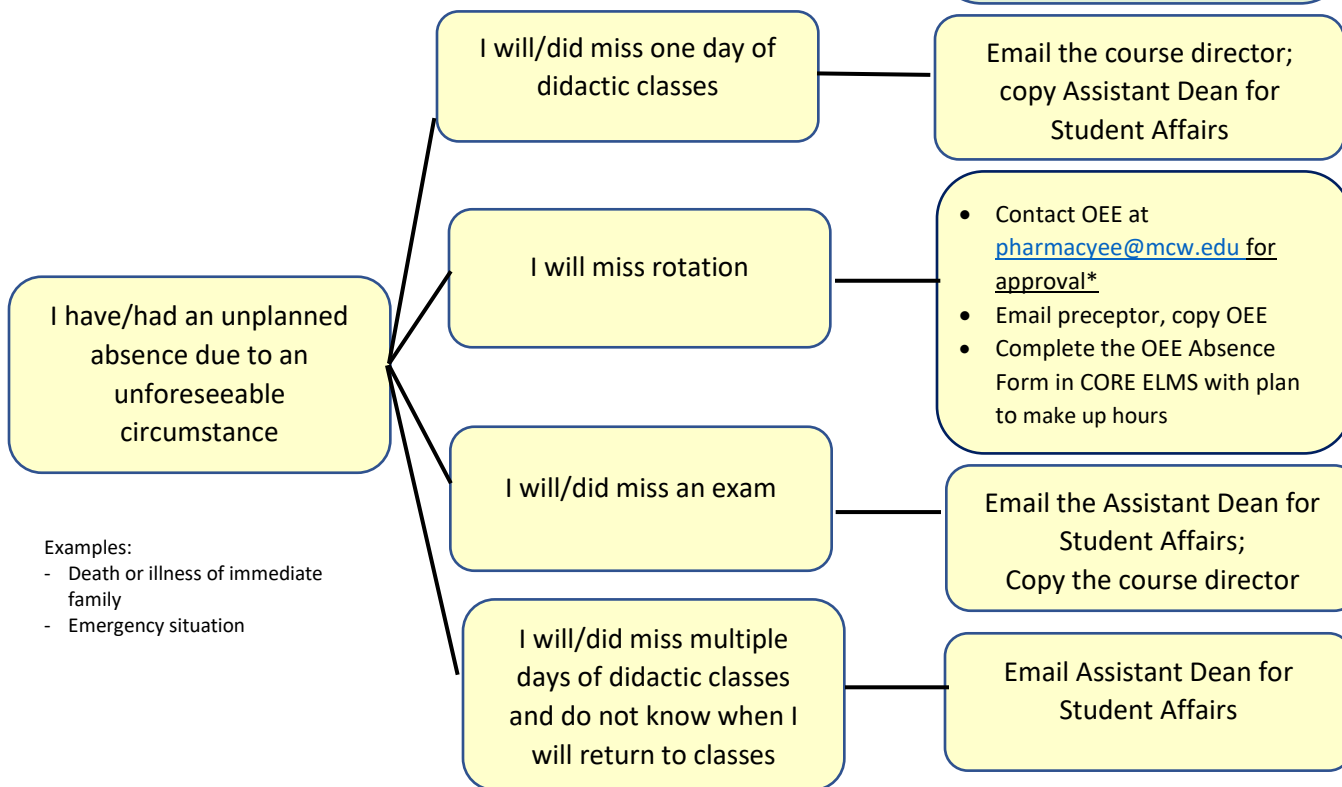 I will/did miss one day of
didactic classes
Email the course director;
copy Assistant Dean for
Student Affairs
I have/had an unplanned
absence due to an
unforeseeable
circumstance
I will miss rotation
• Contact OEE at
pharmacyee@mcw.edu for
approval*
• Email preceptor, copy OEE
• Complete the OEE Absence
Form in CORE ELMS with plan
to make up hours
I will/did miss an exam
Email the Assistant Dean for
Student Affairs;
Copy the course director
Examples:
- Death or illness of immediate
family
- Emergency situation
I will/did miss multiple
days of didactic classes
and do not know when I
will return to classes
Email Assistant Dean for
Student Affairs